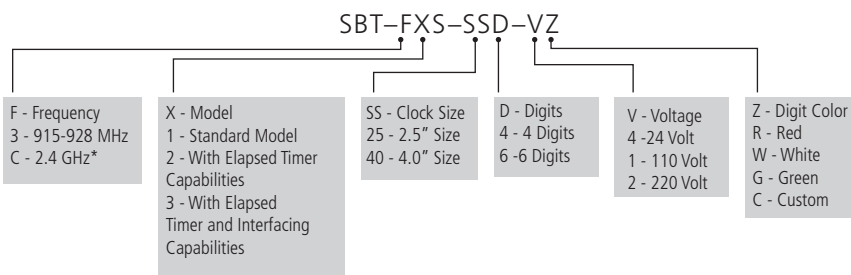 SBT–FXS–SSD–VZ
F - Frequency
3 - 915-928 MHz
C - 2.4 GHz*
X - Model
1 - Standard Model
2 - With Elapsed Timer
Capabilities
3 - With Elapsed
Timer and Interfacing
Capabilities
SS - Clock Size
25 - 2.5” Size
40 - 4.0” Size
D - Digits
4 - 4 Digits
6 -6 Digits
V - Voltage
4 -24 Volt
1 - 110 Volt
2 - 220 Volt
Z - Digit Color
R - Red
W - White
G - Green
C - Custom